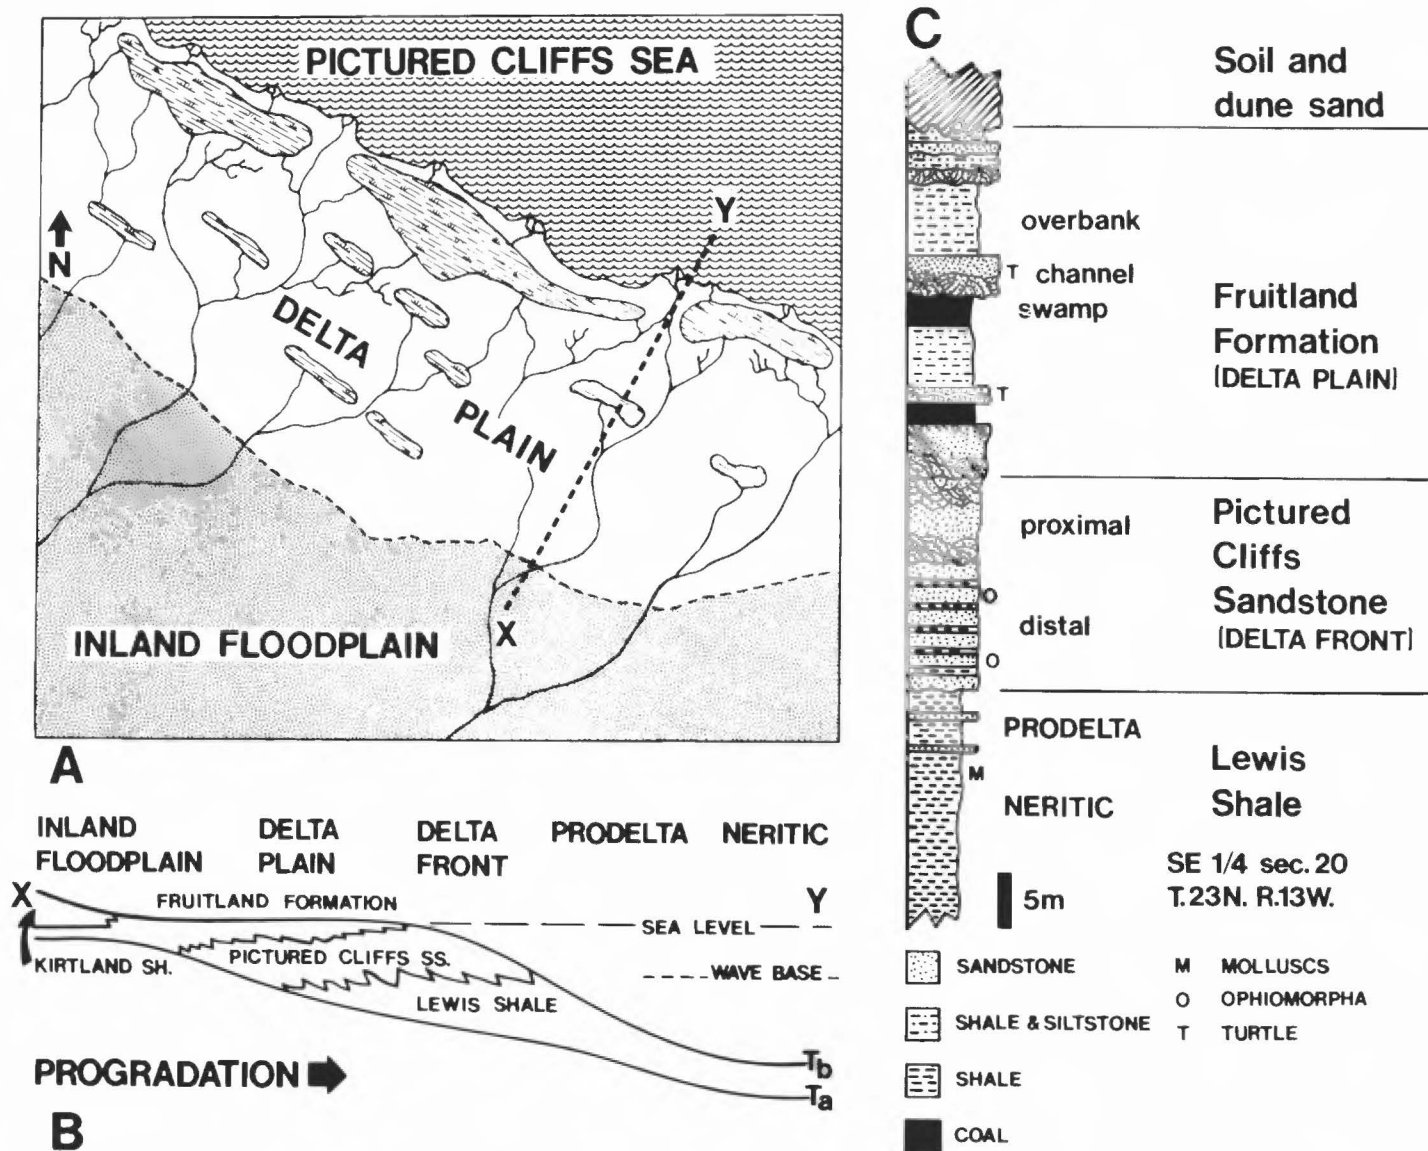 PICTURED CLIFFS SEA
Y
N
DELTA
PLAIN
X
INLAND FLOODPLAIN
A
INLAND
FLOODPLAIN
DELTA
PLAIN
DELTA
FRONT
PRODELTA
NERITIC
X
FRUITLAND FORMATION
Y
SEA LEVEL
PICTURED CLIFFS SS.
KIRTLAND SH.
WAVE BASE
LEWIS SHALE
PROGRADATION
Tb
Ta
B
C
Soil and
dune sand
overbank
T channel
swamp
T
Fruitland
Formation
(DELTA PLAIN)
proximal
O
distal
O
Pictured
Cliffs
Sandstone
(DELTA FRONT)
PRODELTA
M
NERITIC
Lewis
Shale
5m
SE 1/4 sec. 20
T.23N. R.13W.
SANDSTONE
SHALE & SILTSTONE
SHALE
COAL
M MOLLUSCS
O OPHIOMORPHA
T TURTLE